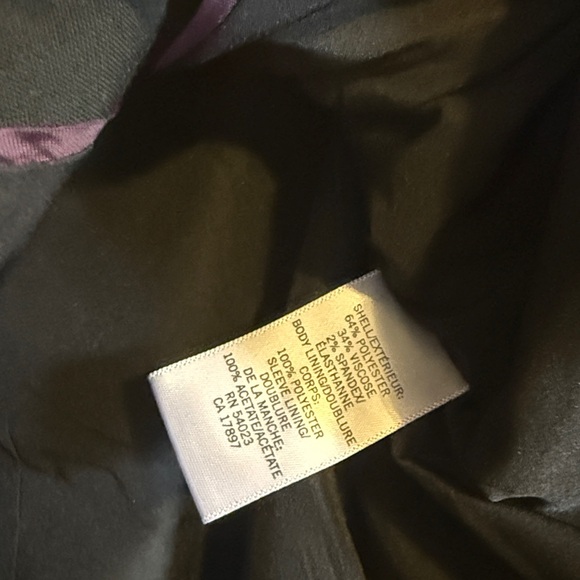 SHELL/EXTÉRIEUR:
64% POLYESTER
34% VISCOSE
2% SPANDEX/
ÉLASTHANNE
BODY LINING/DOUBLURE
CORPS:
100% POLYESTER
SLEEVE LINING/
DOUBLURE
DE LA MANCHE:
100% ACETATE/ACÉTATE
RN 54023
CA 17897